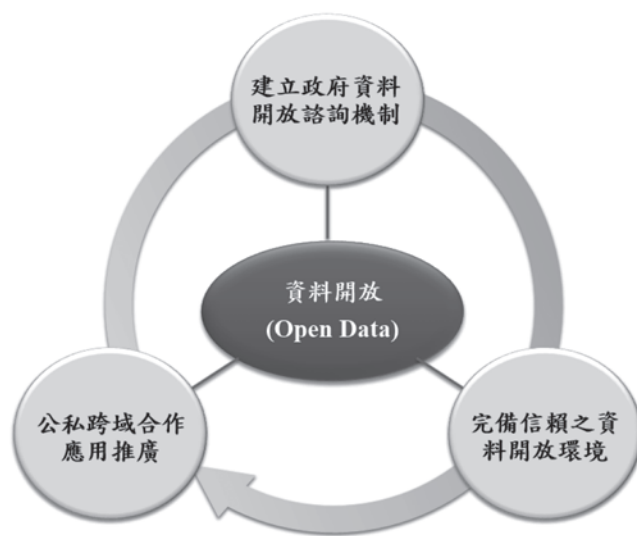 建立政府資料
開放諮詢機制
資料開放
(Open Data)
公私跨域合作
應用推廣
完備信賴之資
料開放環境